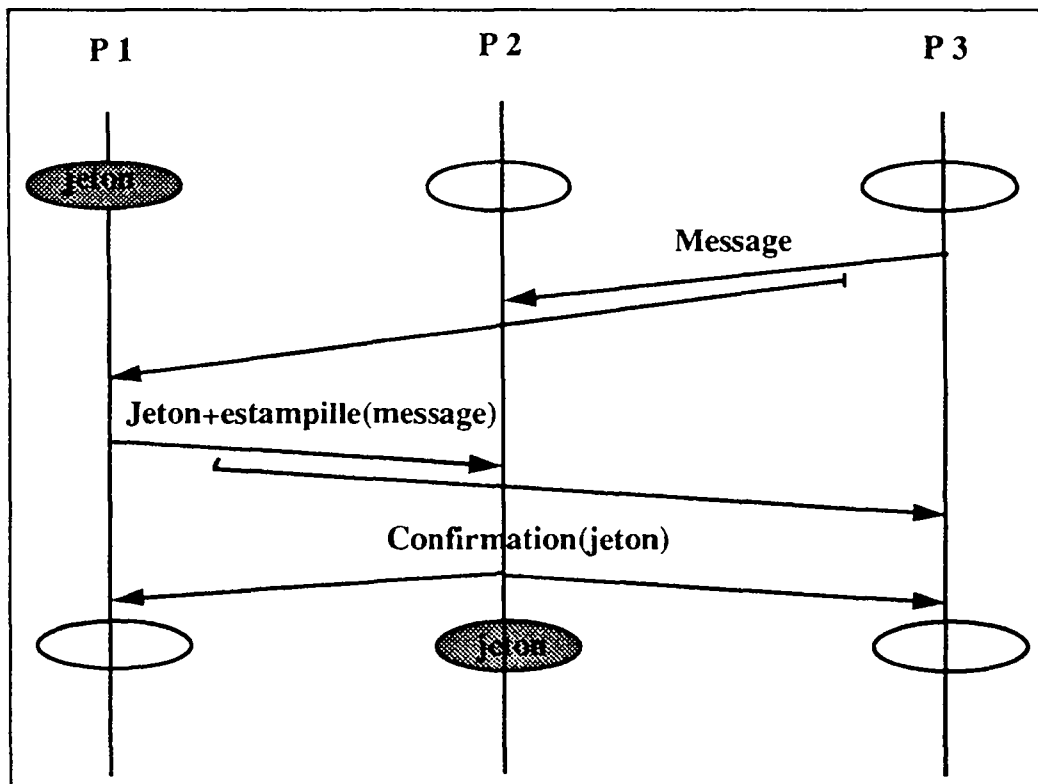 P 1
P 2
P 3
jeton
Message
Jeton+estampille(message)
Confirmation(jeton)
jeton